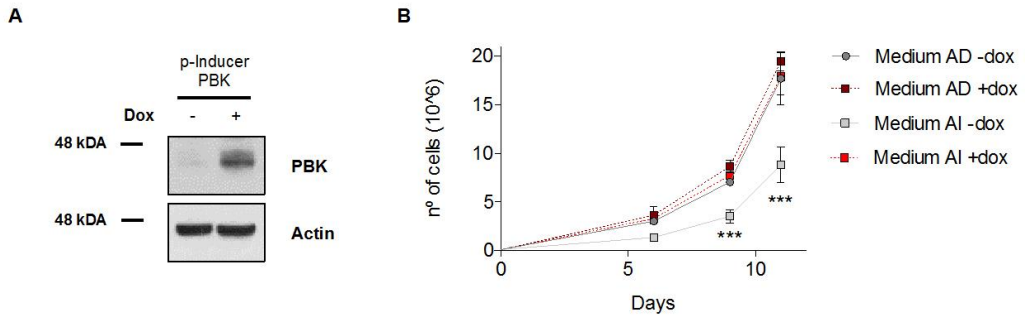 A
p-Inducer
PBK
Dox - +
48 kDA
PBK
48 kDA
Actin
B
nº of cells (10^6)
20
15
10
5
0
0 5 10
Days
***
***
Medium AD -dox
Medium AD +dox
Medium AI -dox
Medium AI +dox